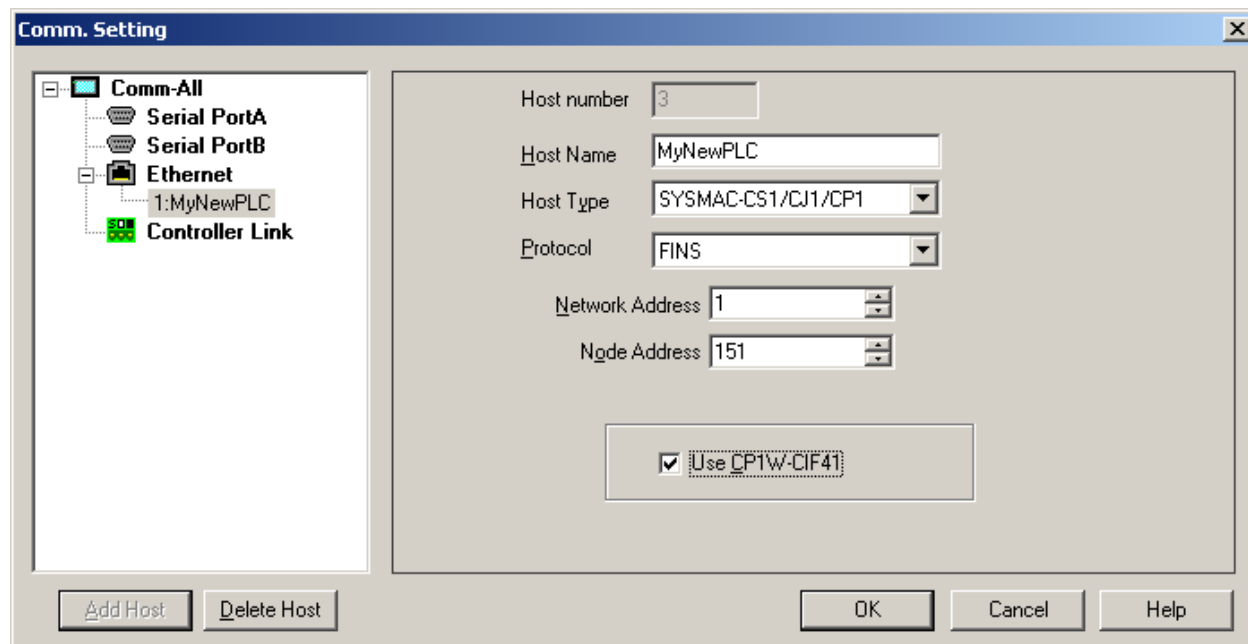 Comm. Setting
Comm-All
Serial PortA
Serial PortB
Ethernet
1:MyNewPLC
Controller Link
Host number 3
Host Name MyNewPLC
Host Type SYSMAC-CS1/CJ1/CP1
Protocol FINS
Network Address 1
Node Address 151
Use CP1W-CIF41
Add Host Delete Host OK Cancel Help